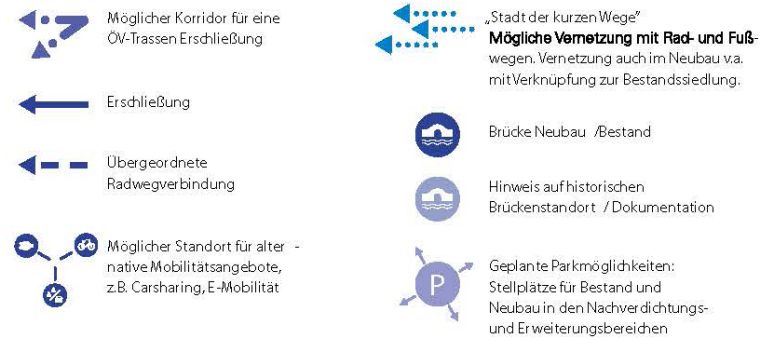 Möglicher Korridor für eine
ÖV-Trassen Erschließung
Erschließung
Übergeordnete
Radwegverbindung
Möglicher Standort für alter -
native Mobilitätsangebote,
z.B. Carsharing, E-Mobilität
„Stadt der kurzen Wege"
Mögliche Vernetzung mit Rad- und Fuß-
wegen. Vernetzung auch im Neubau v.a.
mit Verknüpfung zur Bestandssiedlung.
Brücke Neubau /Bestand
Hinweis auf historischen
Brückenstandort / Dokumentation
P
Geplante Parkmöglichkeiten:
Stellplätze für Bestand und
Neubau in den Nachverdichtungs-
und Erweiterungsbereichen